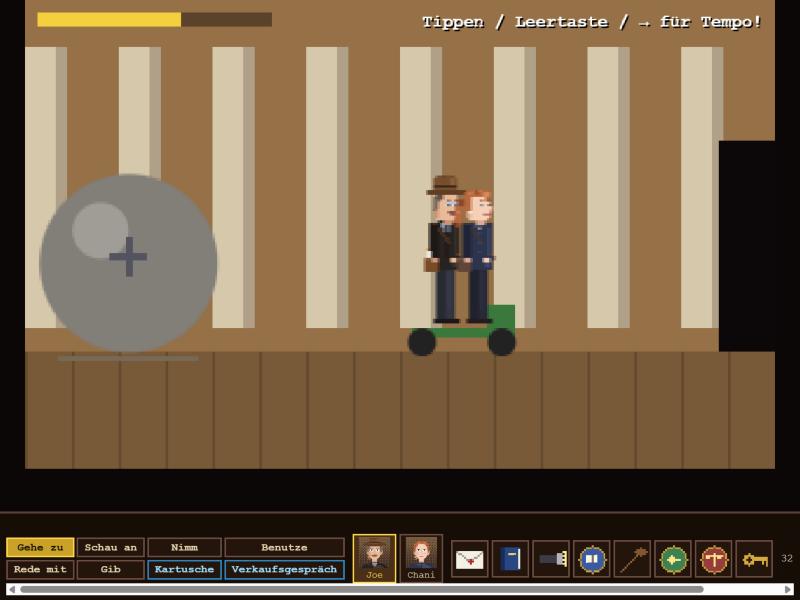 Tippen / Leertaste / → für Tempo!
Gehe zu Schau an Nimm Benutze
Rede mit Gib Kartusche Verkaufsgespräch
Joe Chani
32